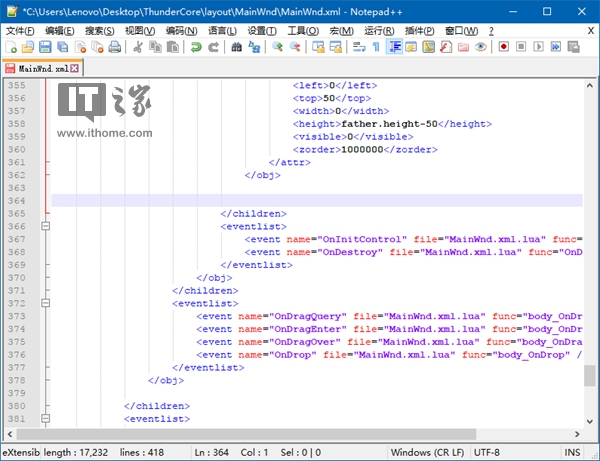 *C:\Users\Lenovo\Desktop\ThunderCore\layout\MainWnd\MainWnd.xml - Notepad++
文件(F) 编辑(E) 搜索(S) 视图(V) 编码(N) 语言(L) 设置(T) 工具(O) 宏(M) 运行(R) 插件(P) 窗口(W) ?
MainWnd.xml
355 <left>0</left>
356 <top>50</top>
357 <width>0</width>
358 <height>father.height-50</height>
359 <visible>0</visible>
360 <zorder>1000000</zorder>
361 </attr>
362 </obj>
363
364
365 </children>
366 <eventlist>
367 <event name="OnInitControl" file="MainWnd.xml.lua" func=
368 <event name="OnDestroy" file="MainWnd.xml.lua" func="OnD
369 </eventlist>
370 </obj>
371 </children>
372 <eventlist>
373 <event name="OnDragQuery" file="MainWnd.xml.lua" func="body_OnDr
374 <event name="OnDragEnter" file="MainWnd.xml.lua" func="body_OnDr
375 <event name="OnDragOver" file="MainWnd.xml.lua" func="body_OnDra
376 <event name="OnDrop" file="MainWnd.xml.lua" func="body_OnDrop" /
377 </eventlist>
378 </obj>
379
380 </children>
381 <eventlist>
IT之家
www.ithome.com
eXtensib length : 17,232 lines : 418 Ln : 364 Col : 1 Sel : 0 | 0 Windows (CR LF) UTF-8 INS